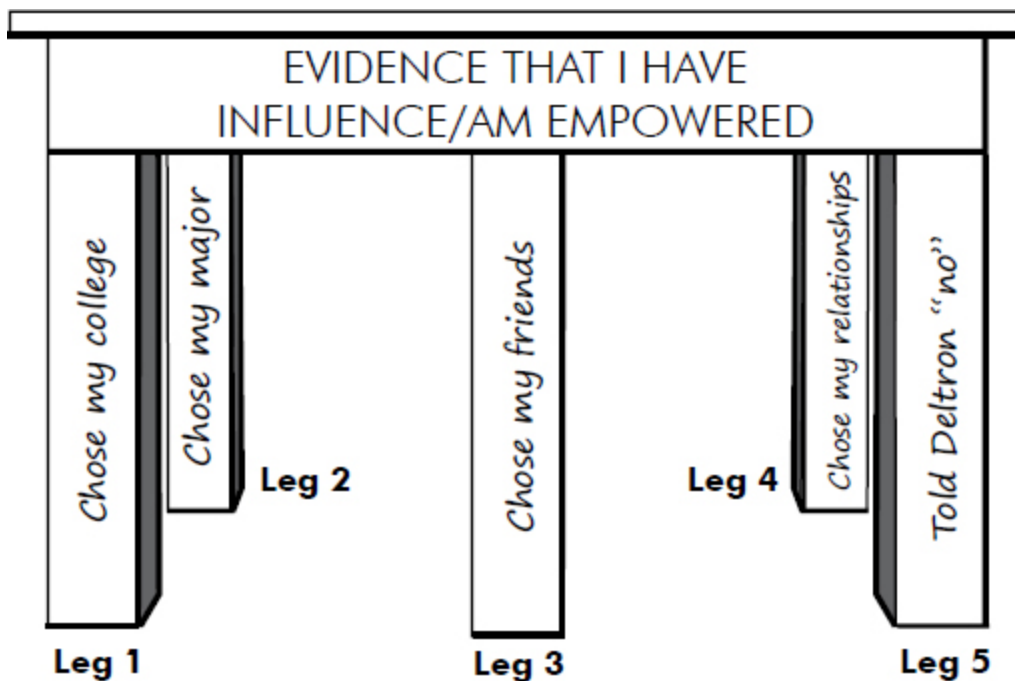 EVIDENCE THAT I HAVE
INFLUENCE/AM EMPOWERED
Chose my college
Leg 1
Chose my major
Leg 2
Chose my friends
Leg 3
Chose my relationships
Leg 4
Told Deltron “no”
Leg 5